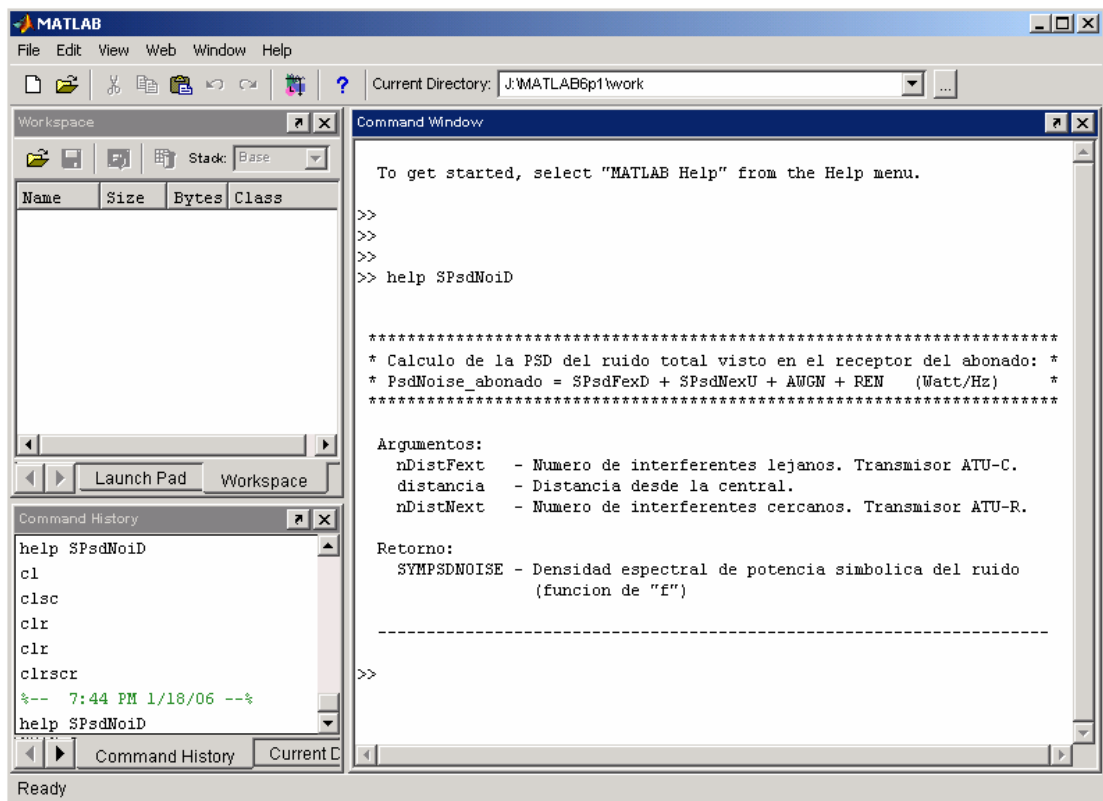 MATLAB
File Edit View Web Window Help
? Current Directory: J:\MATLAB6p1\work ...
Workspace
Stack: Base
Name Size Bytes Class
Launch Pad Workspace
Command History
help SPsdNoiD
cl
clsc
clr
clr
clrscr
%-- 7:44 PM 1/18/06 --%
help SPsdNoiD
Command History Current D
Command Window
To get started, select "MATLAB Help" from the Help menu.
>>
>>
>>
>> help SPsdNoiD
***********************************************************************
* Calculo de la PSD del ruido total visto en el receptor del abonado: *
* PsdNoise_abonado = SPsdFexD + SPsdNexU + AWGN + REN (Watt/Hz) *
***********************************************************************
Argumentos:
nDistFext - Numero de interferentes lejanos. Transmisor ATU-C.
distancia - Distancia desde la central.
nDistNext - Numero de interferentes cercanos. Transmisor ATU-R.
Retorno:
SYMPSDNOISE - Densidad espectral de potencia simbolica del ruido
(funcion de "f")
---------------------------------------------------------------------
>>
Ready